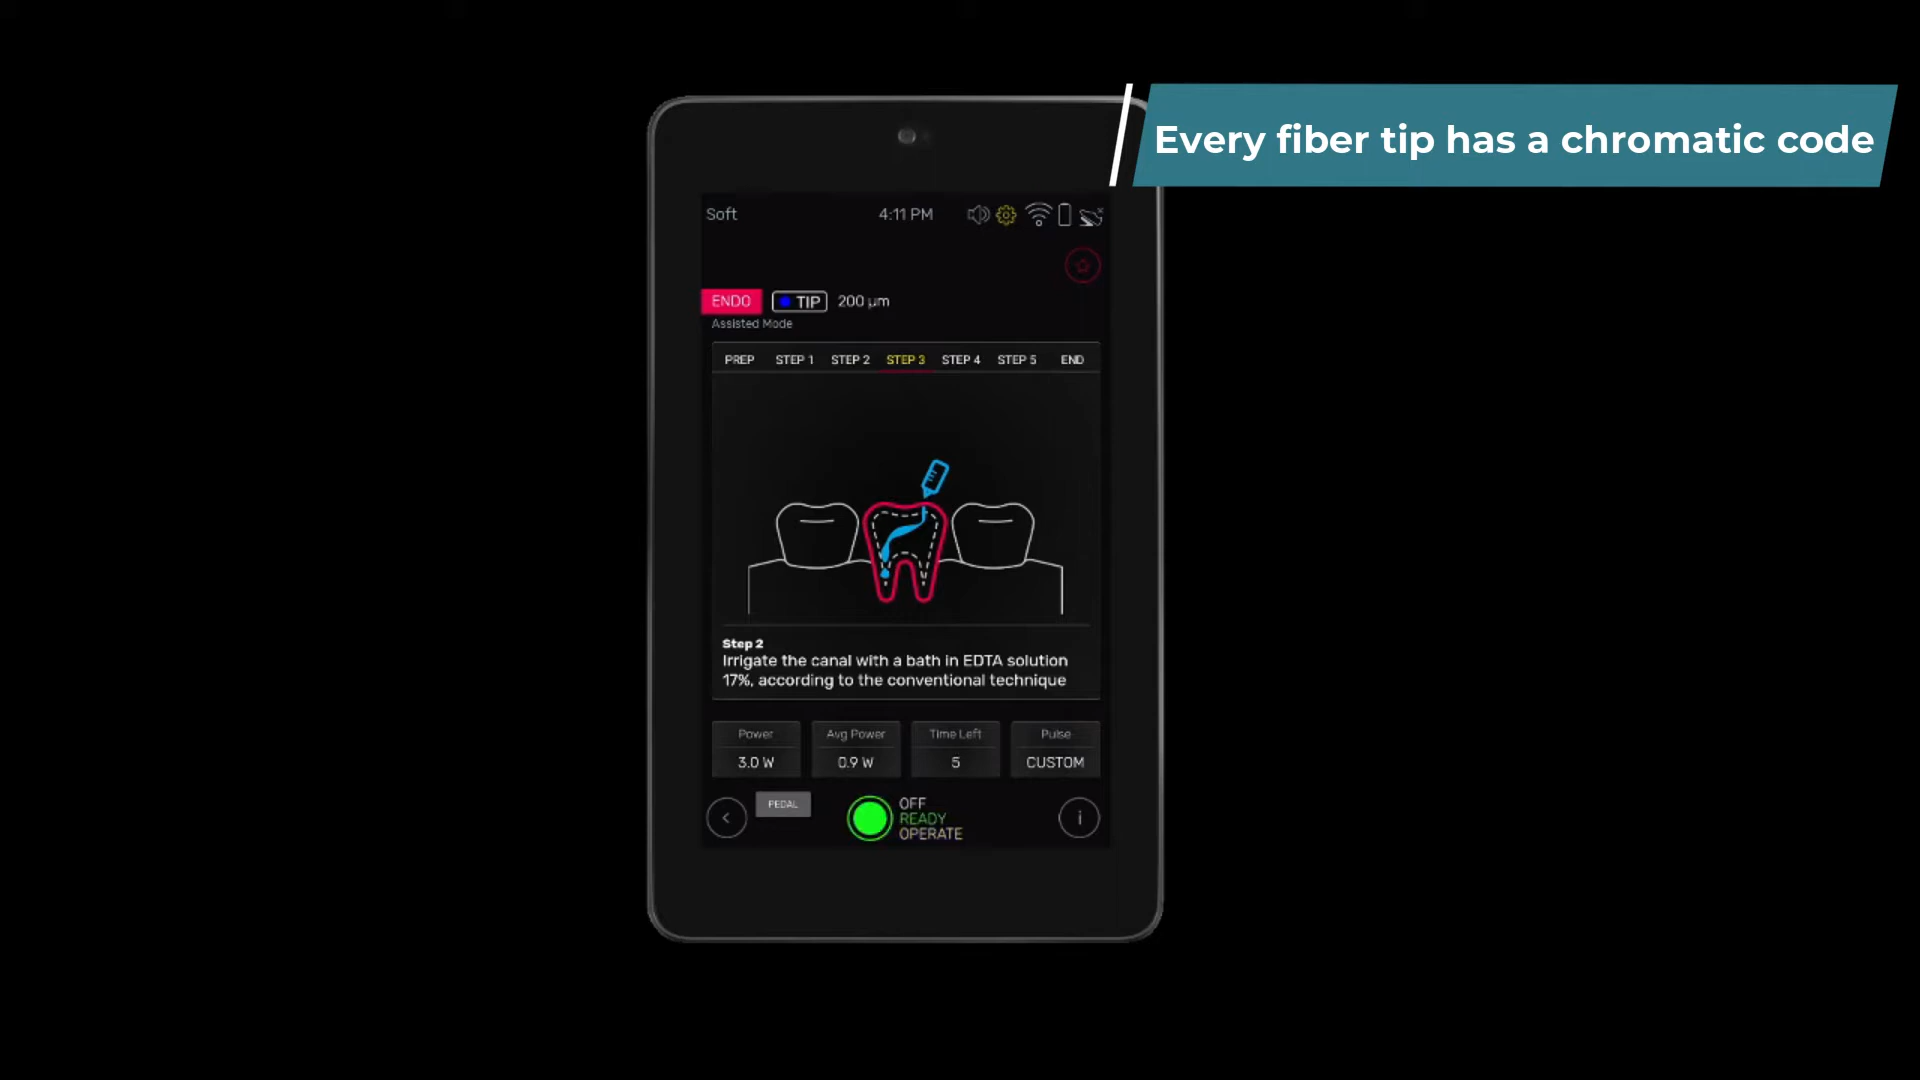 Every fiber tip has a chromatic code
Soft 4:11 PM
ENDO TIP 200 µm
Assisted Mode
PREP STEP 1 STEP 2 STEP 3 STEP 4 STEP 5 END
Step 2
Irrigate the canal with a bath in EDTA solution
17%, according to the conventional technique
Power Avg Power Time Left Pulse
3.0 W 0.9 W 5 CUSTOM
PEDAL
OFF
READY
OPERATE
i